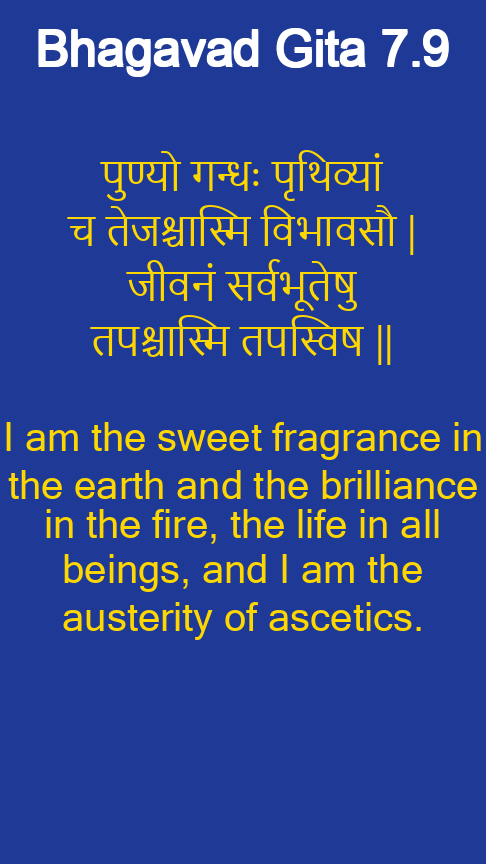 Bhagavad Gita 7.9
पुण्यो गन्धः पृथिव्यां
च तेजश्चास्मि विभावसौ |
जीवनं सर्वभूतेषु
तपश्चास्मि तपस्विष ||
I am the sweet fragrance in
the earth and the brilliance
in the fire, the life in all
beings, and I am the
austerity of ascetics.